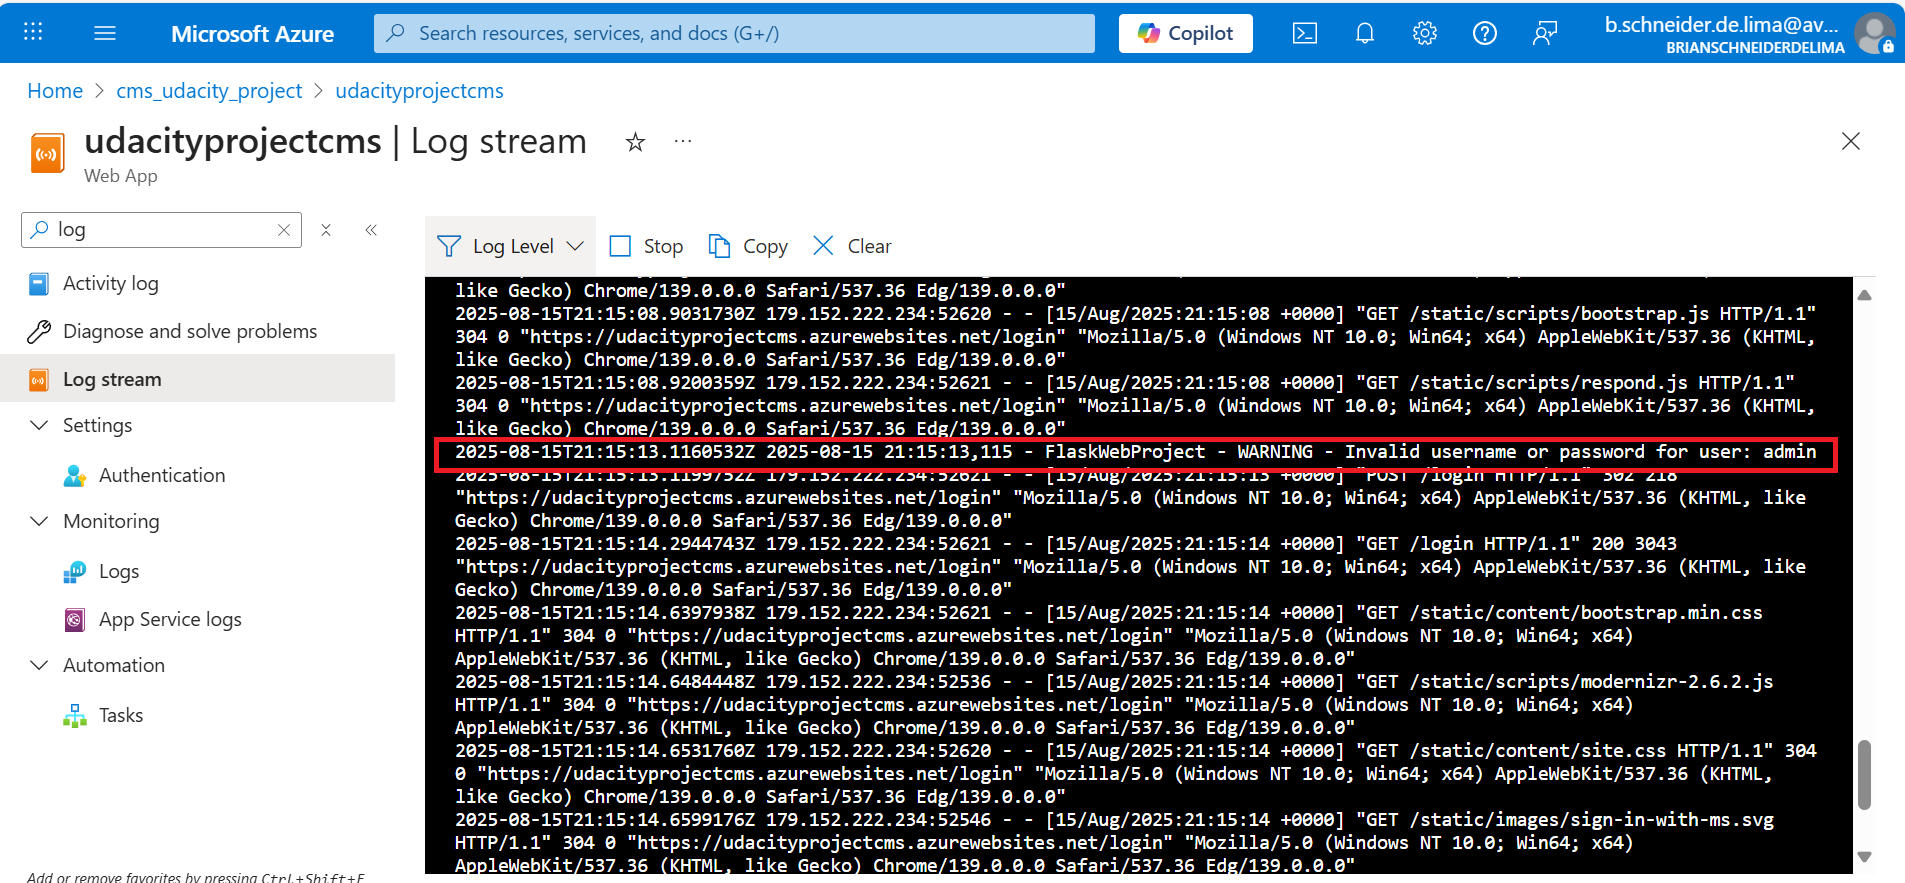 Microsoft Azure
Search resources, services, and docs (G+/)
Copilot
b.schneider.de.lima@av...
BRIANSCHNEIDERDELIMA
Home > cms_udacity_project > udacityprojectcms
udacityprojectcms | Log stream
Web App
log
Activity log
Diagnose and solve problems
Log stream
Settings
Authentication
Monitoring
Logs
App Service logs
Automation
Tasks
Add or remove favorites by pressing Ctrl+Shift+F
Log Level
Stop
Copy
Clear
like Gecko) Chrome/139.0.0.0 Safari/537.36 Edg/139.0.0.0"
2025-08-15T21:15:08.9031730Z 179.152.222.234:52620 - - [15/Aug/2025:21:15:08 +0000] "GET /static/scripts/bootstrap.js HTTP/1.1"
304 0 "https://udacityprojectcms.azurewebsites.net/login" "Mozilla/5.0 (Windows NT 10.0; Win64; x64) AppleWebKit/537.36 (KHTML,
like Gecko) Chrome/139.0.0.0 Safari/537.36 Edg/139.0.0.0"
2025-08-15T21:15:08.9200359Z 179.152.222.234:52621 - - [15/Aug/2025:21:15:08 +0000] "GET /static/scripts/respond.js HTTP/1.1"
304 0 "https://udacityprojectcms.azurewebsites.net/login" "Mozilla/5.0 (Windows NT 10.0; Win64; x64) AppleWebKit/537.36 (KHTML,
like Gecko) Chrome/139.0.0.0 Safari/537.36 Edg/139.0.0.0"
2025-08-15T21:15:13.1160532Z 2025-08-15 21:15:13,115 - FlaskWebProject - WARNING - Invalid username or password for user: admin
2025-08-15T21:15:13.1199752Z 179.152.222.234:52621 - - [15/Aug/2025:21:15:13 +0000] "POST /login HTTP/1.1" 302 218
"https://udacityprojectcms.azurewebsites.net/login" "Mozilla/5.0 (Windows NT 10.0; Win64; x64) AppleWebKit/537.36 (KHTML, like
Gecko) Chrome/139.0.0.0 Safari/537.36 Edg/139.0.0.0"
2025-08-15T21:15:14.2944743Z 179.152.222.234:52621 - - [15/Aug/2025:21:15:14 +0000] "GET /login HTTP/1.1" 200 3043
"https://udacityprojectcms.azurewebsites.net/login" "Mozilla/5.0 (Windows NT 10.0; Win64; x64) AppleWebKit/537.36 (KHTML, like
Gecko) Chrome/139.0.0.0 Safari/537.36 Edg/139.0.0.0"
2025-08-15T21:15:14.6397938Z 179.152.222.234:52621 - - [15/Aug/2025:21:15:14 +0000] "GET /static/content/bootstrap.min.css
HTTP/1.1" 304 0 "https://udacityprojectcms.azurewebsites.net/login" "Mozilla/5.0 (Windows NT 10.0; Win64; x64)
AppleWebKit/537.36 (KHTML, like Gecko) Chrome/139.0.0.0 Safari/537.36 Edg/139.0.0.0"
2025-08-15T21:15:14.6484448Z 179.152.222.234:52536 - - [15/Aug/2025:21:15:14 +0000] "GET /static/scripts/modernizr-2.6.2.js
HTTP/1.1" 304 0 "https://udacityprojectcms.azurewebsites.net/login" "Mozilla/5.0 (Windows NT 10.0; Win64; x64)
AppleWebKit/537.36 (KHTML, like Gecko) Chrome/139.0.0.0 Safari/537.36 Edg/139.0.0.0"
2025-08-15T21:15:14.6531760Z 179.152.222.234:52620 - - [15/Aug/2025:21:15:14 +0000] "GET /static/content/site.css HTTP/1.1" 304
0 "https://udacityprojectcms.azurewebsites.net/login" "Mozilla/5.0 (Windows NT 10.0; Win64; x64) AppleWebKit/537.36 (KHTML,
like Gecko) Chrome/139.0.0.0 Safari/537.36 Edg/139.0.0.0"
2025-08-15T21:15:14.6599176Z 179.152.222.234:52546 - - [15/Aug/2025:21:15:14 +0000] "GET /static/images/sign-in-with-ms.svg
HTTP/1.1" 304 0 "https://udacityprojectcms.azurewebsites.net/login" "Mozilla/5.0 (Windows NT 10.0; Win64; x64)
AppleWebKit/537.36 (KHTML, like Gecko) Chrome/139.0.0.0 Safari/537.36 Edg/139.0.0.0"